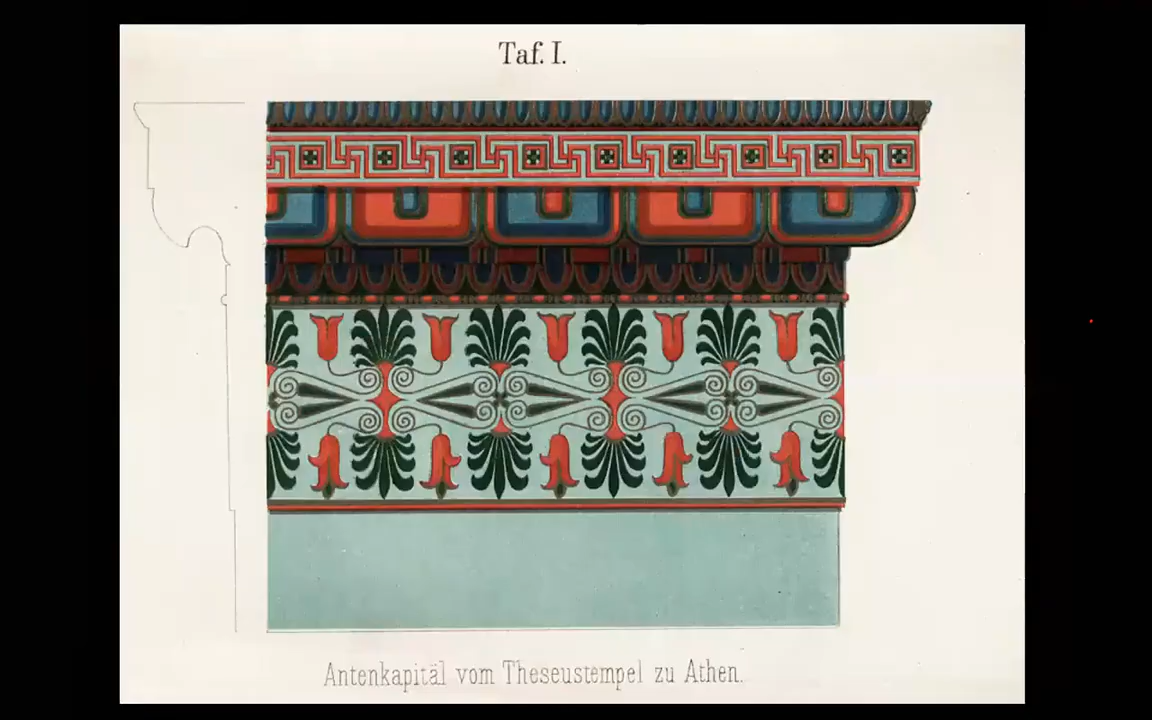 Taf. I.
Antenkapitäl vom Theseustempel zu Athen.